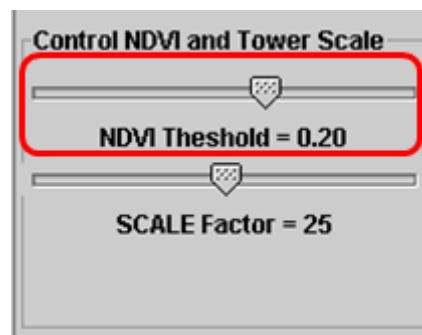 Control NDVI and Tower Scale
NDVI Theshold = 0.20
SCALE Factor = 25